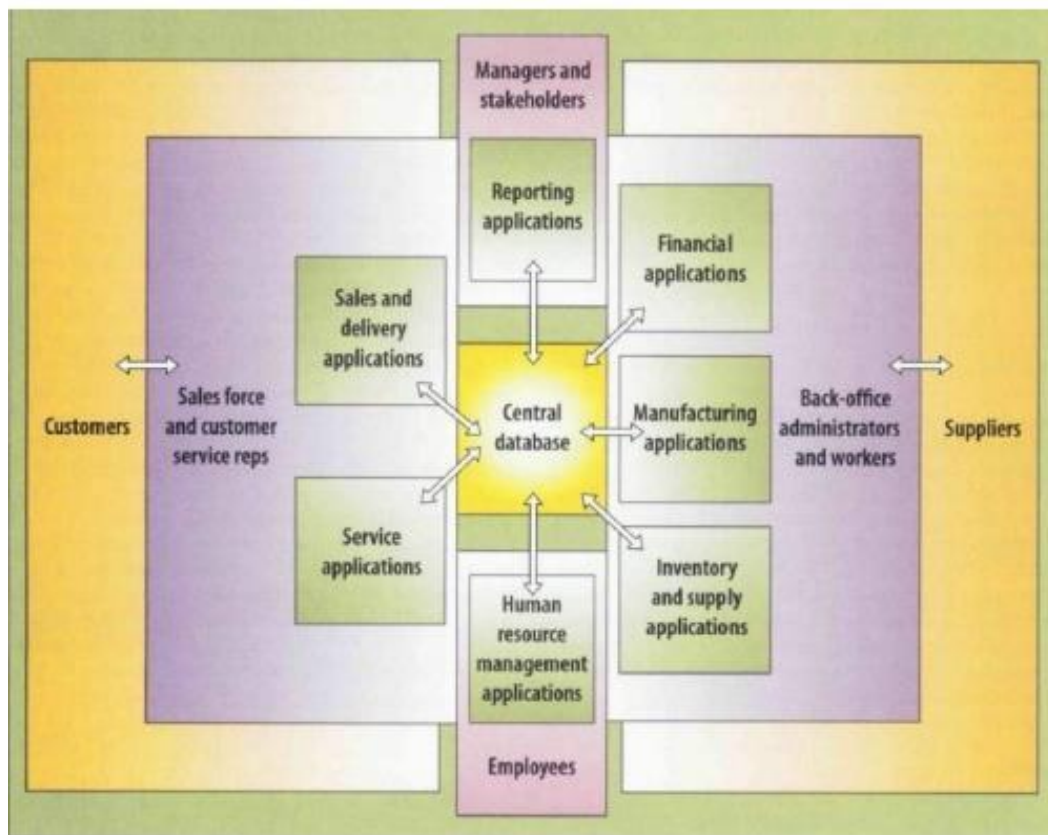 Managers and
stakeholders
Reporting
applications
Financial
applications
Sales and
delivery
applications
Customers
Sales force
and customer
service reps
Central
database
Manufacturing
applications
Back-office
administrators
and workers
Suppliers
Service
applications
Inventory
and supply
applications
Human
resource
management
applications
Employees